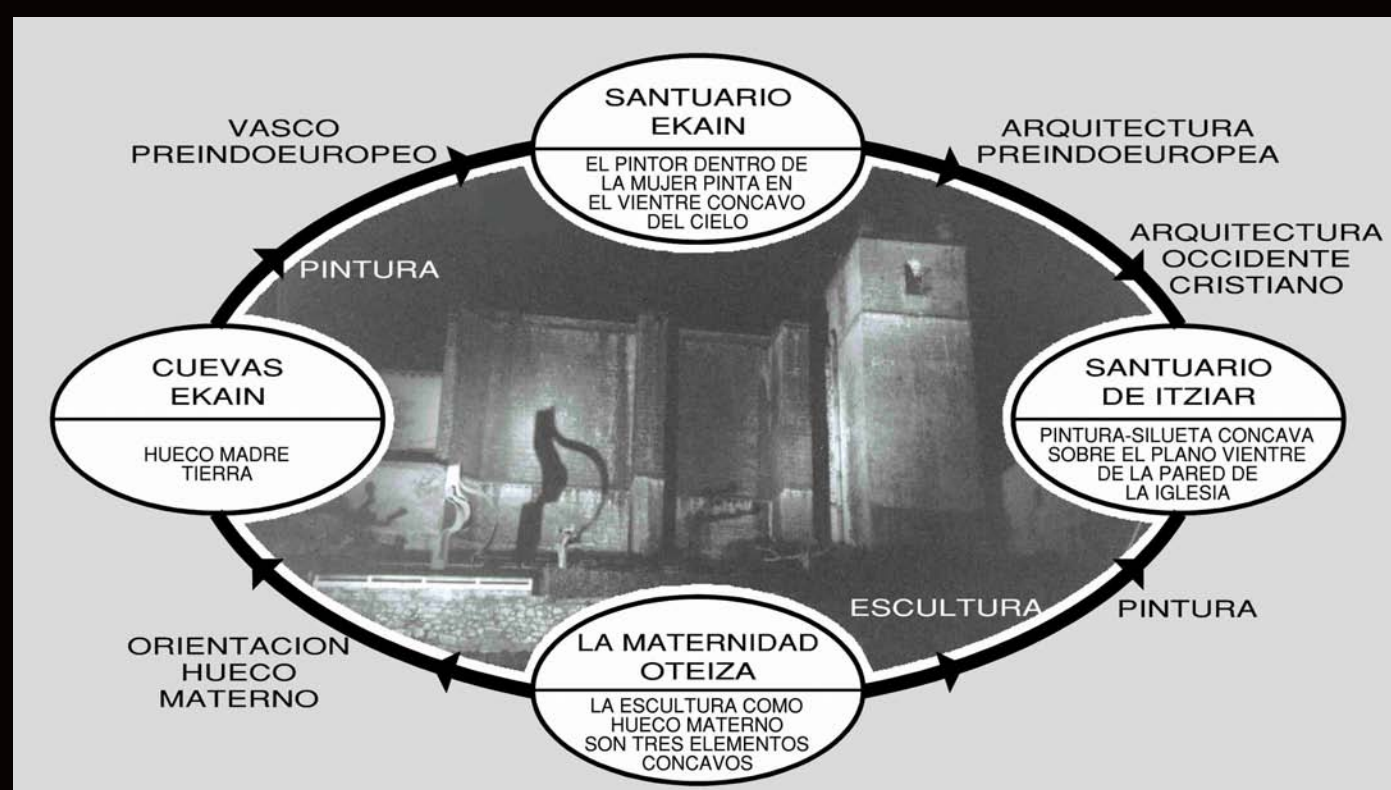 SANTUARIO
EKAIN
EL PINTOR DENTRO DE
LA MUJER PINTA EN
EL VIENTRE CONCAVO
DEL CIELO
VASCO
PREINDOEUROPEO
ARQUITECTURA
PREINDOEUROPEA
ARQUITECTURA
OCCIDENTE
CRISTIANO
PINTURA
CUEVAS
EKAIN
HUECO MADRE
TIERRA
SANTUARIO
DE ITZIAR
PINTURA-SILUETA CONCAVA
SOBRE EL PLANO VIENTRE
DE LA PARED DE
LA IGLESIA
ESCULTURA
PINTURA
ORIENTACION
HUECO
MATERNO
LA MATERNIDAD
OTEIZA
LA ESCULTURA COMO
HUECO MATERNO
SON TRES ELEMENTOS
CONCAVOS